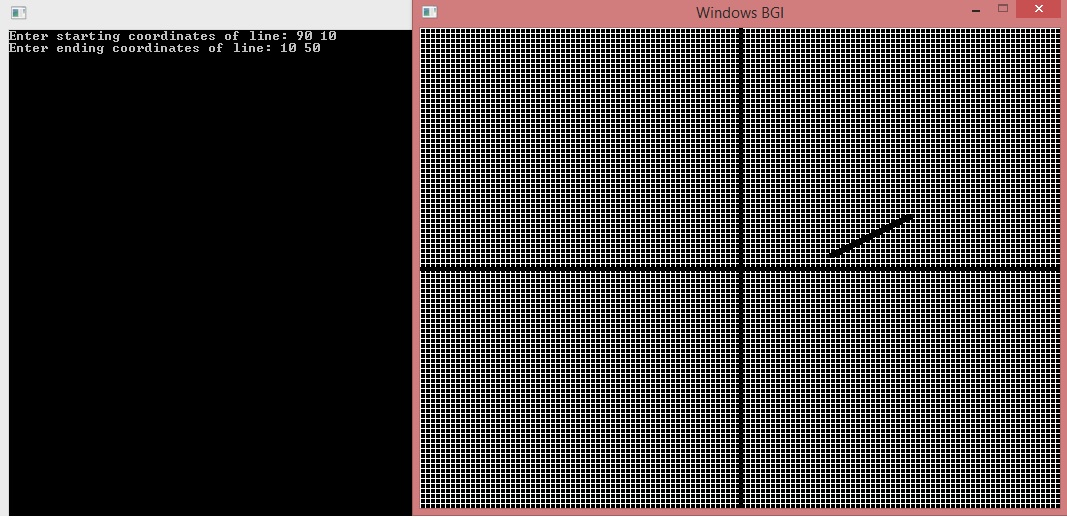 Windows BGI
Enter starting coordinates of line: 90 10
Enter ending coordinates of line: 10 50